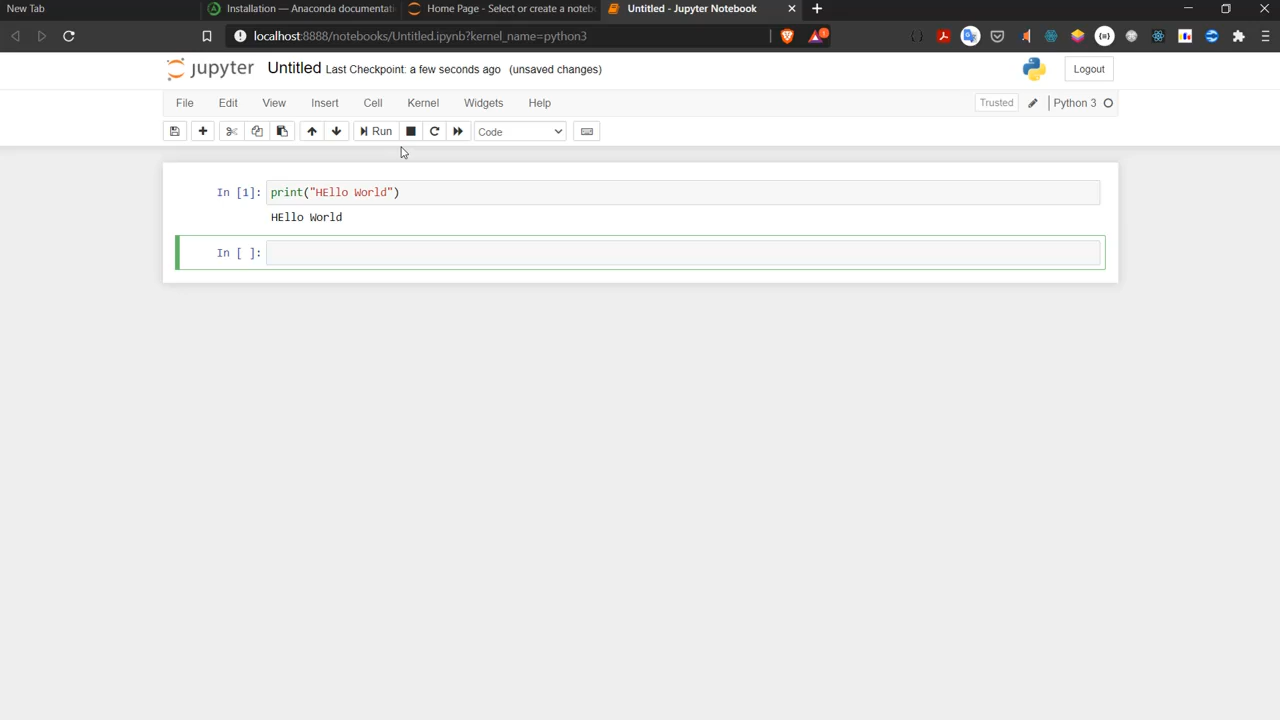 New Tab
Installation — Anaconda documentati
Home Page - Select or create a noteb
Untitled - Jupyter Notebook
localhost:8888/notebooks/Untitled.ipynb?kernel_name=python3
1
jupyter Untitled Last Checkpoint: a few seconds ago (unsaved changes)
Logout
File Edit View Insert Cell Kernel Widgets Help
Trusted
Python 3
Run
Code
In [1]: print("HEllo World")
HEllo World
In [ ]: